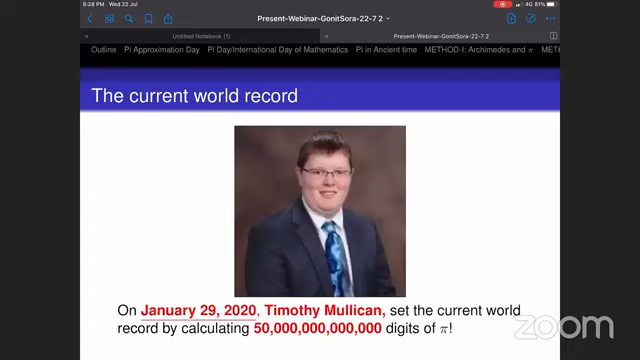 5:28 PM Wed 22 Jul
4G 81%
Present-Webinar-GonitSora-22-7 2
Untitled Notebook (1)
Present-Webinar-GonitSora-22-7 2
Outline Pi Approximation Day Pi Day/International Day of Mathematics Pi in Ancient time METHOD-I: Archimedes and π METH
The current world record
On January 29, 2020, Timothy Mullican, set the current world
record by calculating 50,000,000,000,000 digits of π!
zoom